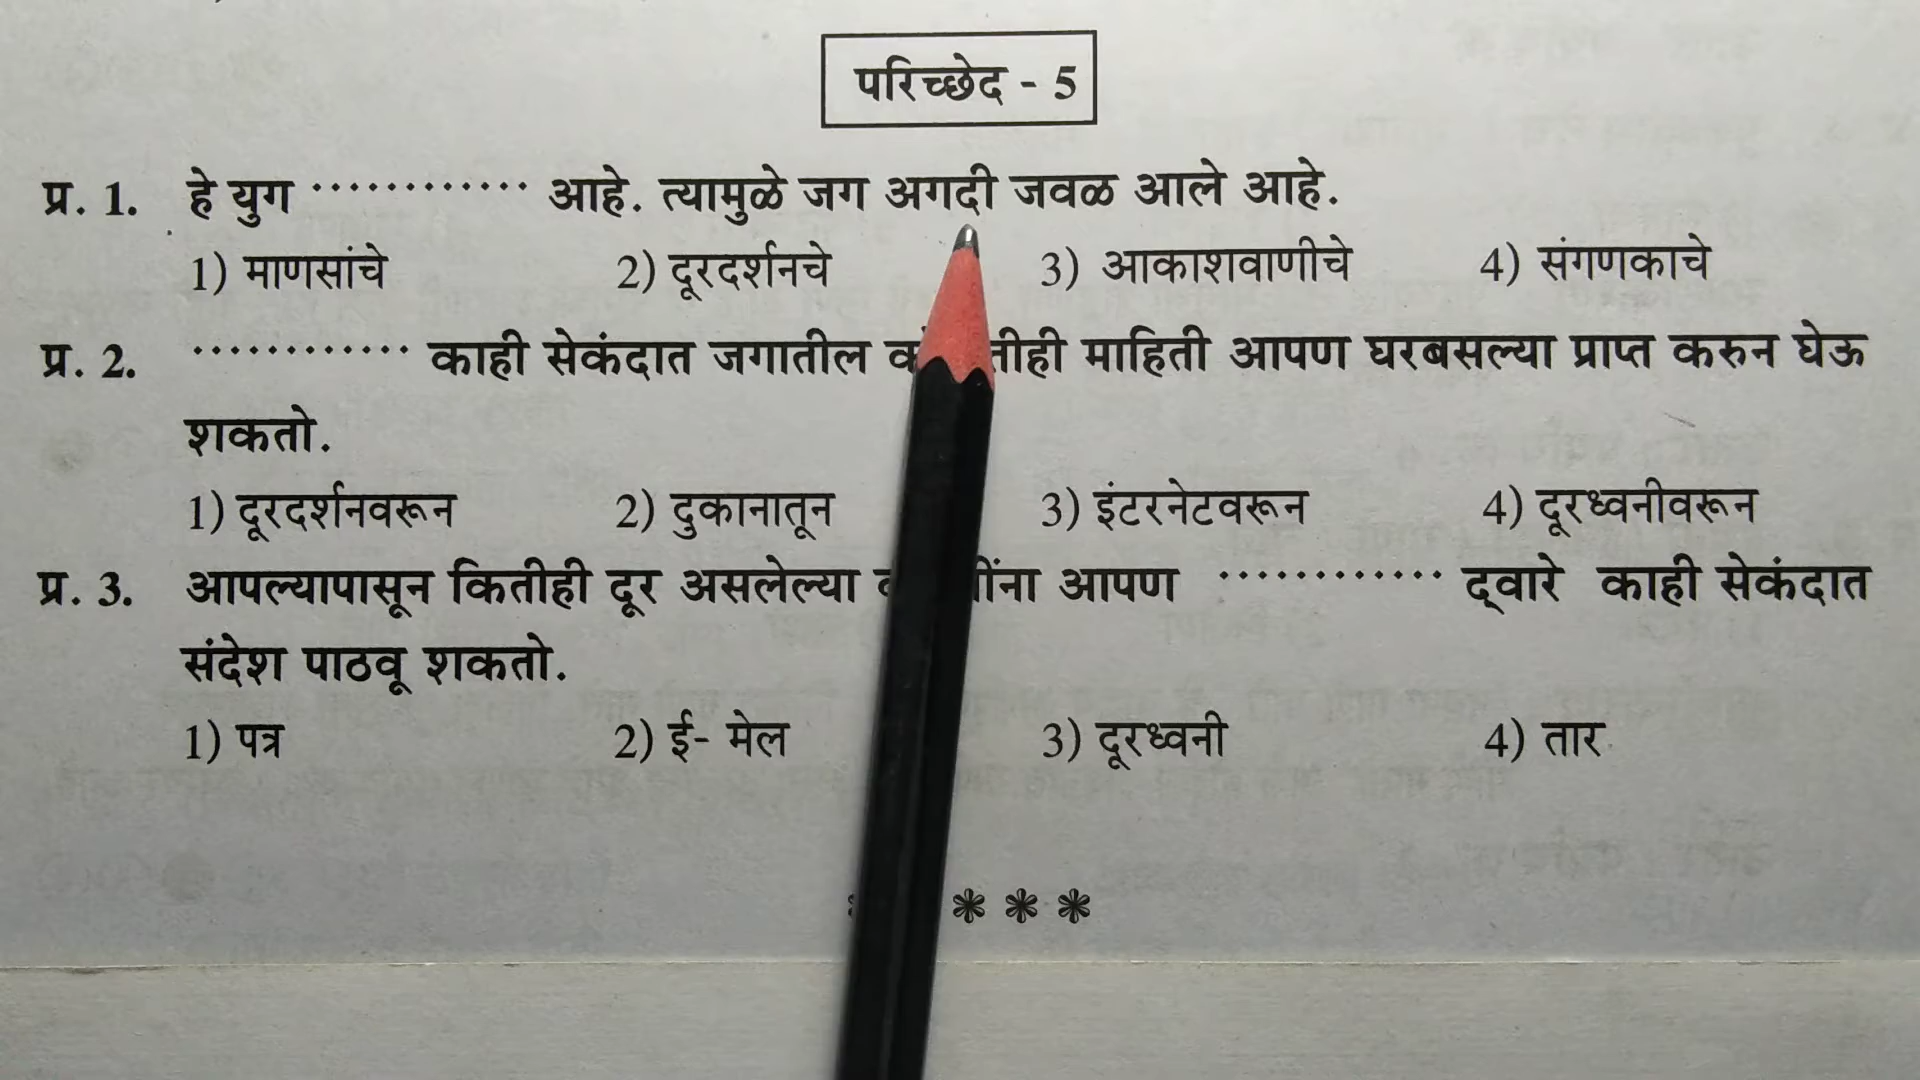 परिच्छेद - 5
प्र. 1. हे युग ............ आहे. त्यामुळे जग अगदी जवळ आले आहे.
1) माणसांचे 2) दूरदर्शनचे 3) आकाशवाणीचे 4) संगणकाचे
प्र. 2. ............ काही सेकंदात जगातील माहिती आपण घरबसल्या प्राप्त करुन घेऊ
शकतो.
1) दूरदर्शनवरून 2) दुकानातून 3) इंटरनेटवरून 4) दूरध्वनीवरून
प्र. 3. आपल्यापासून कितीही दूर असलेल्या आपण ............ द्वारे काही सेकंदात
संदेश पाठवू शकतो.
1) पत्र 2) ई- मेल 3) दूरध्वनी 4) तार
* * *